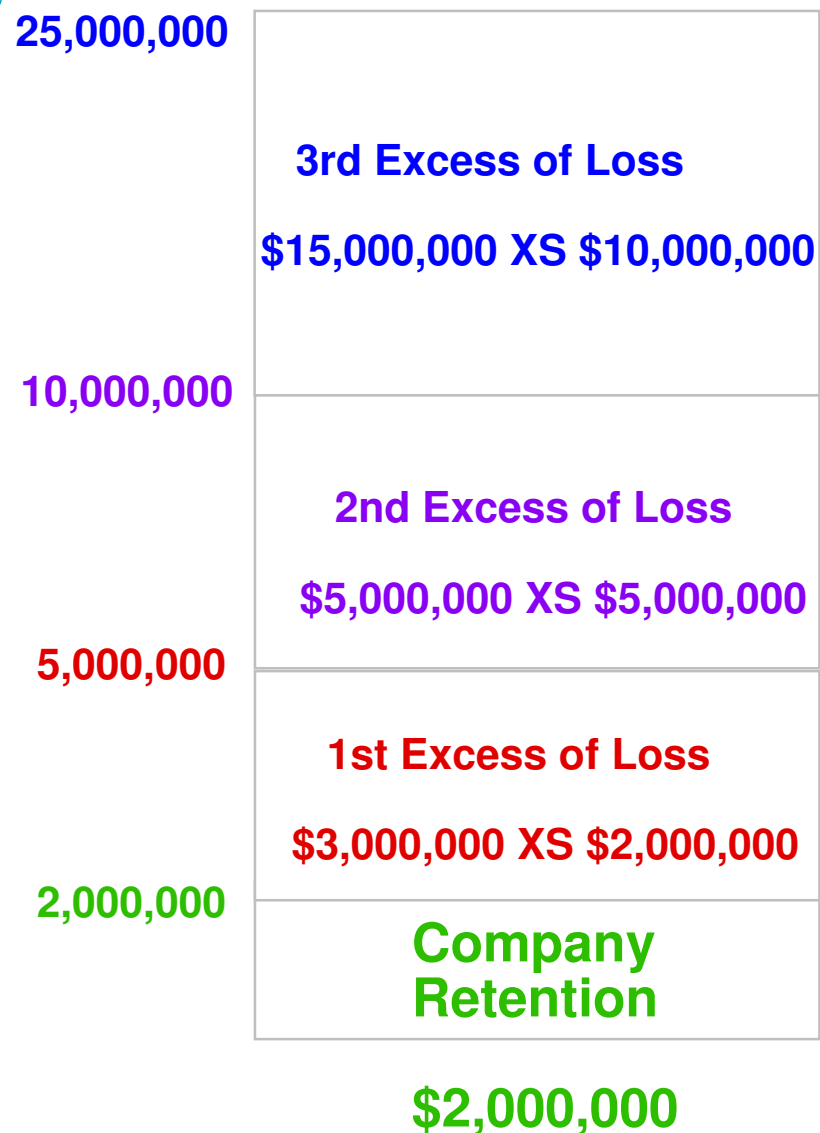 25,000,000
3rd Excess of Loss
$15,000,000 XS $10,000,000
10,000,000
2nd Excess of Loss
$5,000,000 XS $5,000,000
5,000,000
1st Excess of Loss
$3,000,000 XS $2,000,000
2,000,000
Company
Retention
$2,000,000